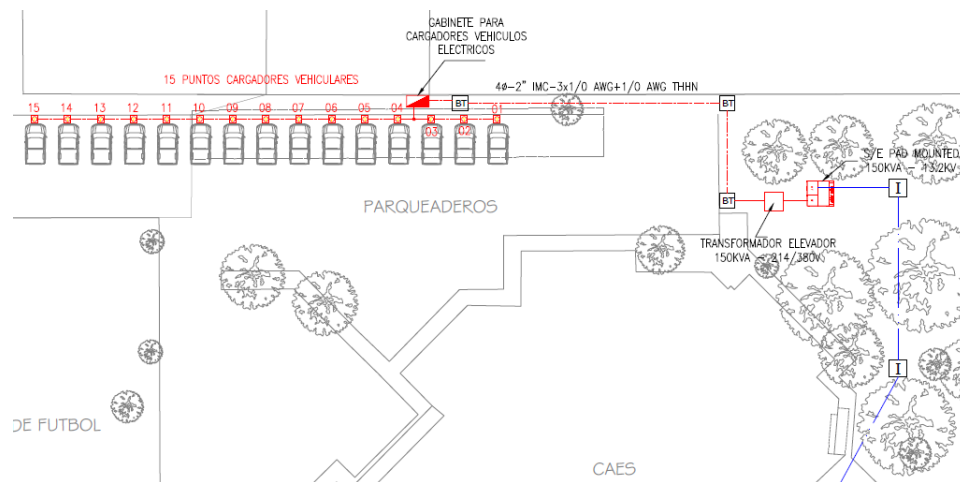 GABINETE PARA
CARGADORES VEHICULOS
ELECTRICOS
15 PUNTOS CARGADORES VEHICULARES
4ø-2" IMC-3x1/0 AWG+1/0 AWG THHN
BT
BT
15 14 13 12 11 10 09 08 07 06 05 04 03 02 01
S/E PAD MOUNTED
150KVA - 13.2KV
I
BT
PARQUEADEROS
TRANSFORMADOR ELEVADOR
150KVA - 214/380V
I
DE FUTBOL
CAES